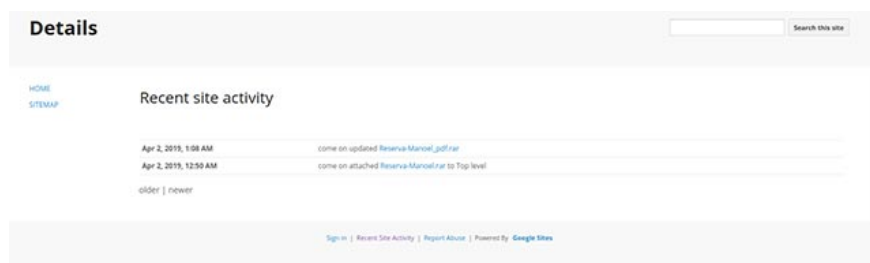 Details
Search this site
HOME
SITEMAP
Recent site activity
Apr 2, 2019, 1:08 AM come on updated Reserva-Manoel_pdf.rar
Apr 2, 2019, 12:50 AM come on attached Reserva-Manoel.rar to Top level
older | newer
Sign in | Recent Site Activity | Report Abuse | Powered By Google Sites